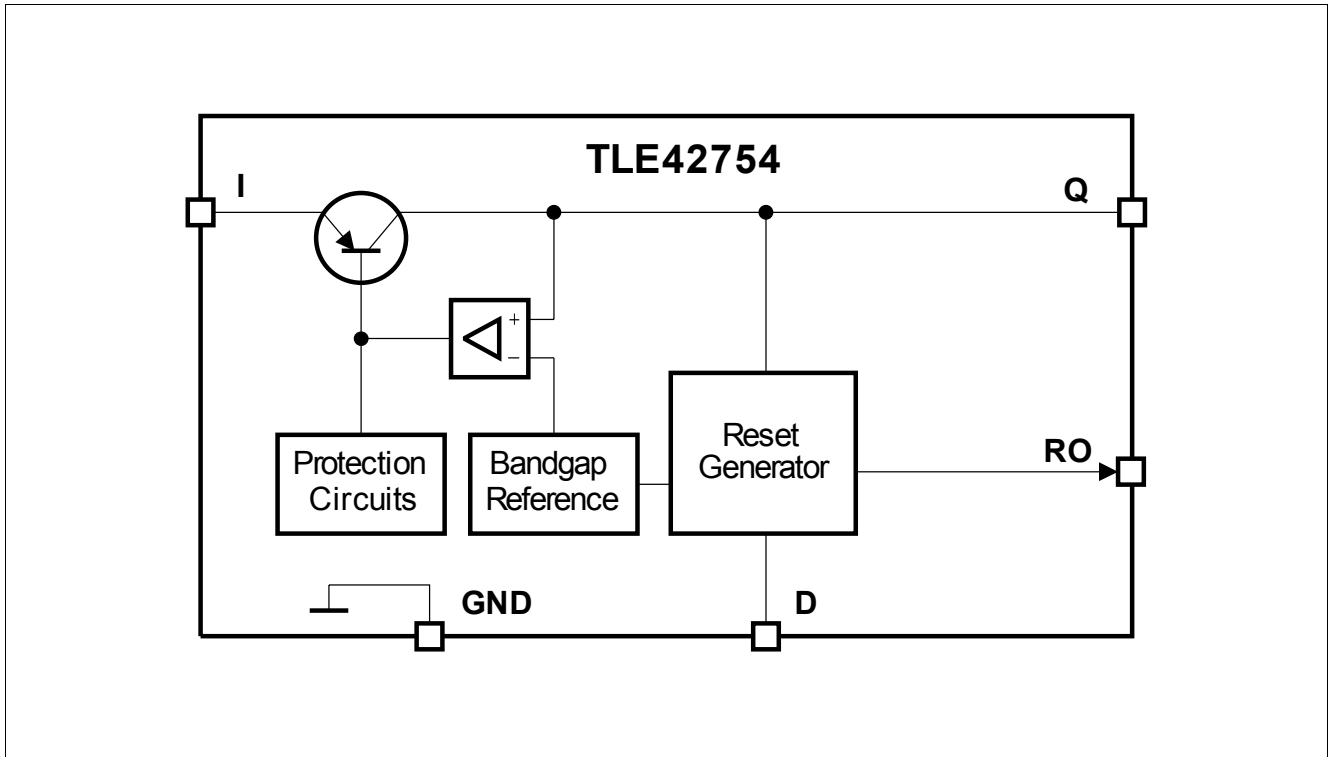 TLE42754
I
Q
+
−
Protection
Circuits
Bandgap
Reference
Reset
Generator
RO
GND
D